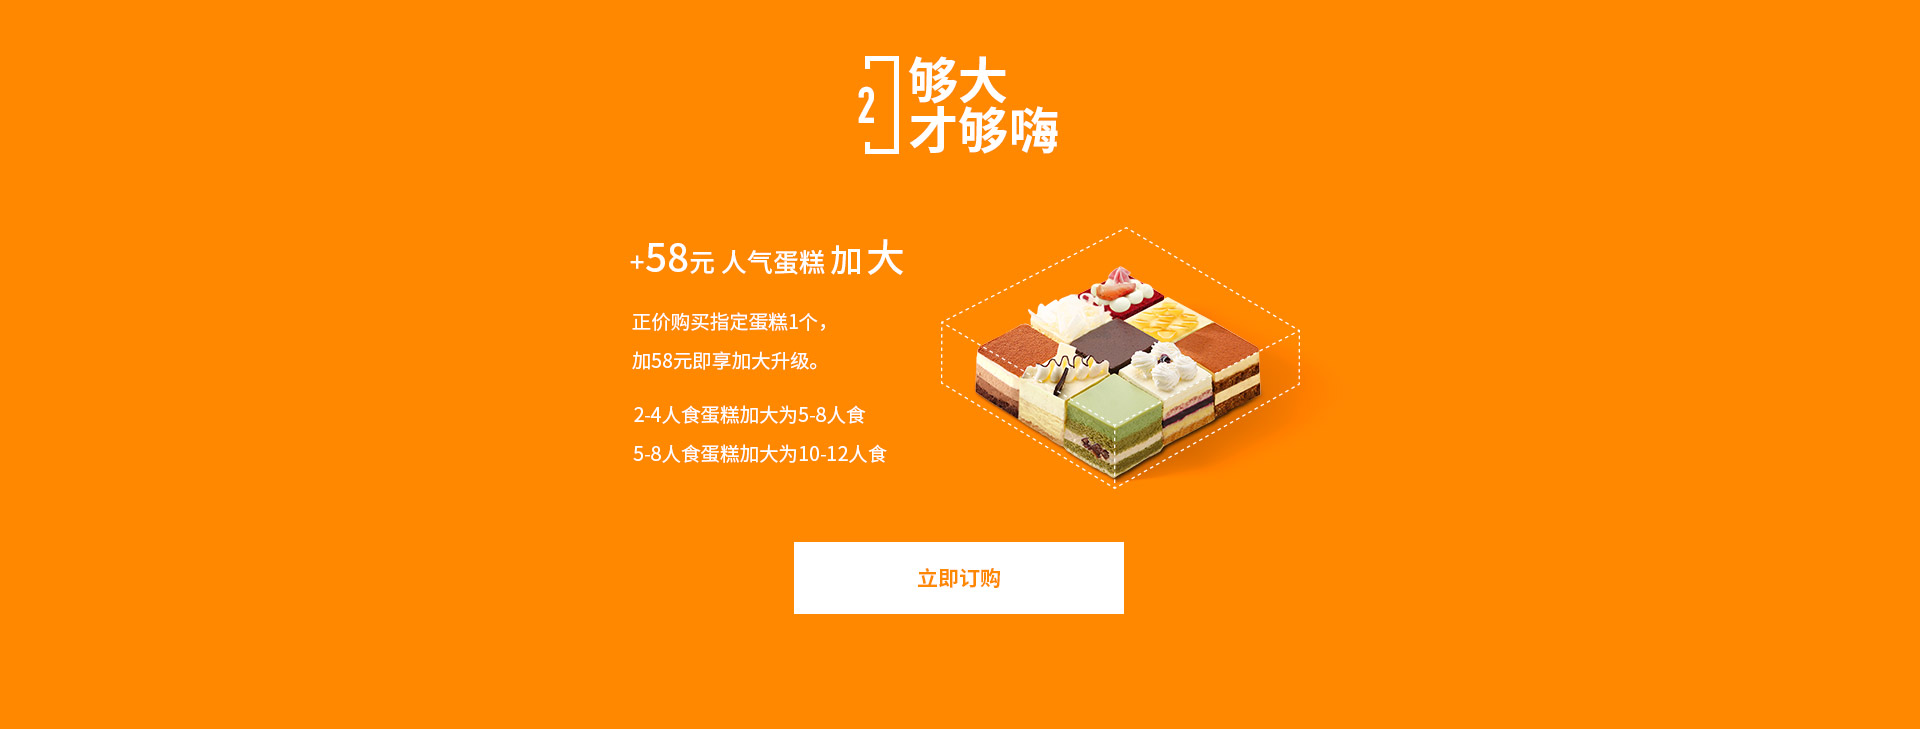 2
够大
才够嗨
+58元 人气蛋糕 加大
正价购买指定蛋糕1个，
加58元即享加大升级。
2-4人食蛋糕加大为5-8人食
5-8人食蛋糕加大为10-12人食
立即订购